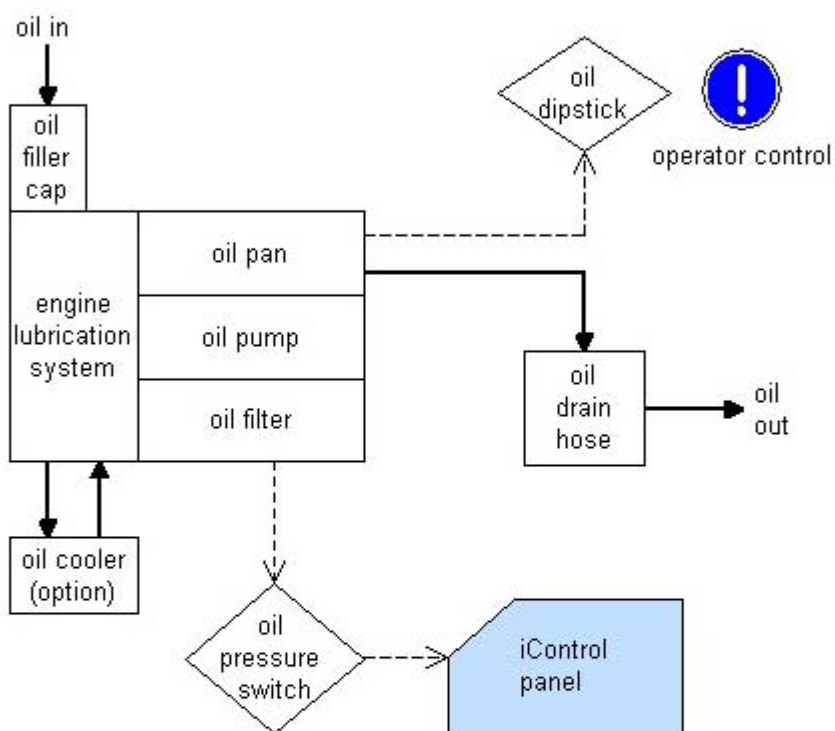 oil in
oil
filler
cap
oil
dipstick
operator control
engine
lubrication
system
oil pan
oil pump
oil filter
oil
drain
hose
oil
out
oil cooler
(option)
oil
pressure
switch
iControl
panel